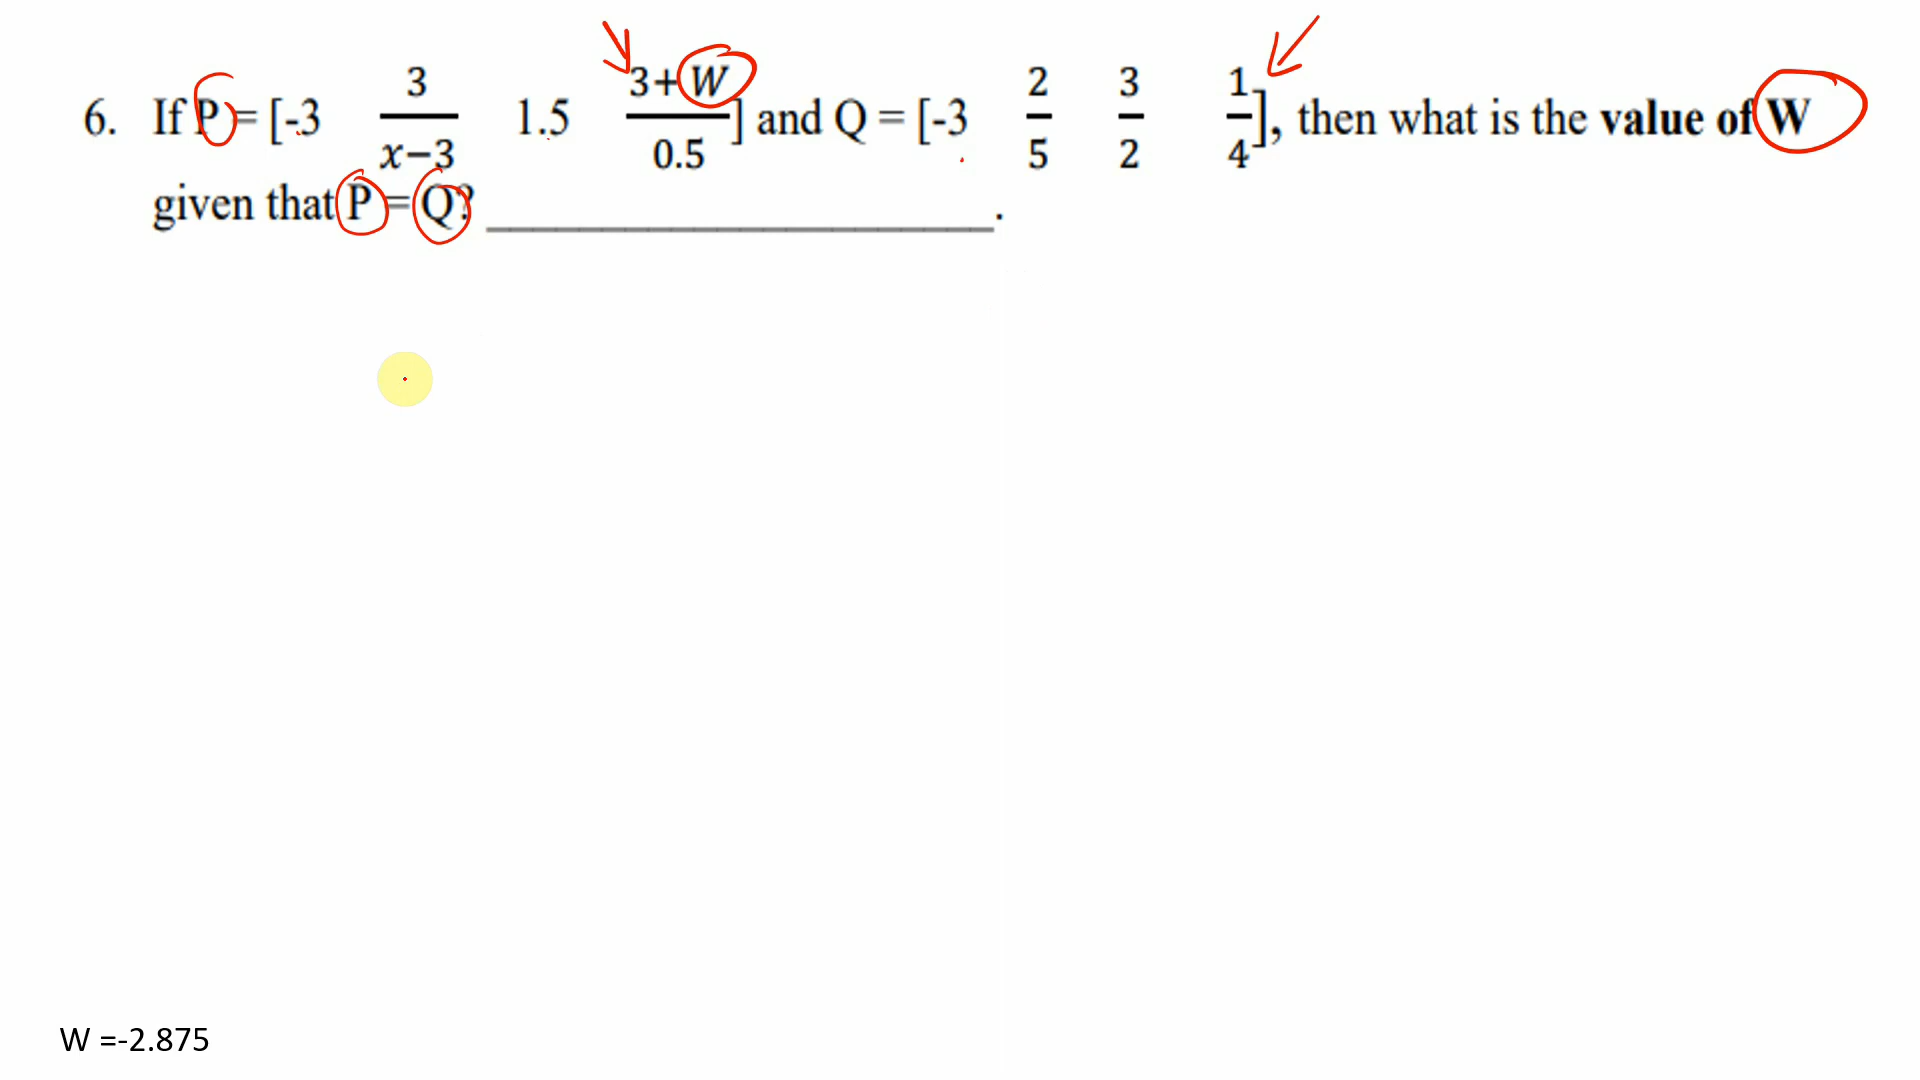 6. If P = [-3 3/(x−3) 1.5 (3+W)/0.5] and Q = [-3 2/5 3/2 1/4], then what is the value of W
given that P = Q? ______________________.
W =-2.875